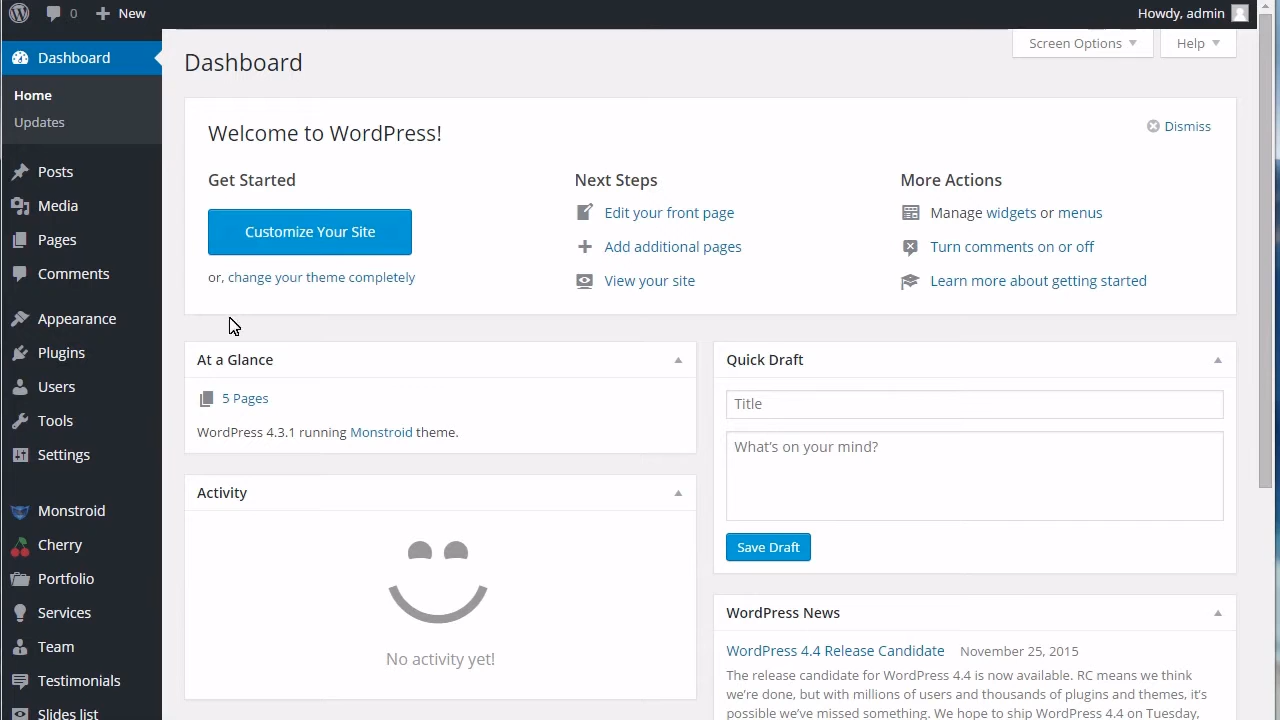 0
New
Howdy, admin
Dashboard
Home
Updates
Posts
Media
Pages
Comments
Appearance
Plugins
Users
Tools
Settings
Monstroid
Cherry
Portfolio
Services
Team
Testimonials
Slides list
Screen Options
Help
Dashboard
Welcome to WordPress!
Dismiss
Get Started
Customize Your Site
or, change your theme completely
Next Steps
Edit your front page
Add additional pages
View your site
More Actions
Manage widgets or menus
Turn comments on or off
Learn more about getting started
At a Glance
5 Pages
WordPress 4.3.1 running Monstroid theme.
Activity
No activity yet!
Quick Draft
Title
What's on your mind?
Save Draft
WordPress News
WordPress 4.4 Release Candidate November 25, 2015
The release candidate for WordPress 4.4 is now available. RC means we think
we're done, but with millions of users and thousands of plugins and themes, it's
possible we've missed something. We hope to ship WordPress 4.4 on Tuesday,